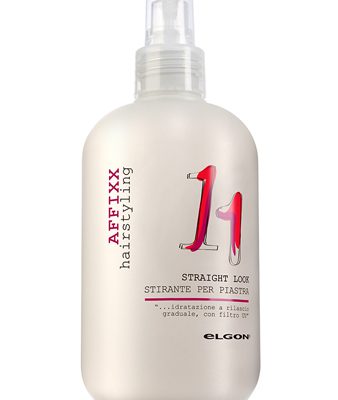 AFFIXX
hairstyling
11
STRAIGHT LOOK
STIRANTE PER PIASTRA
"...idratazione a rilascio
graduale, con filtro UV"
ELGON